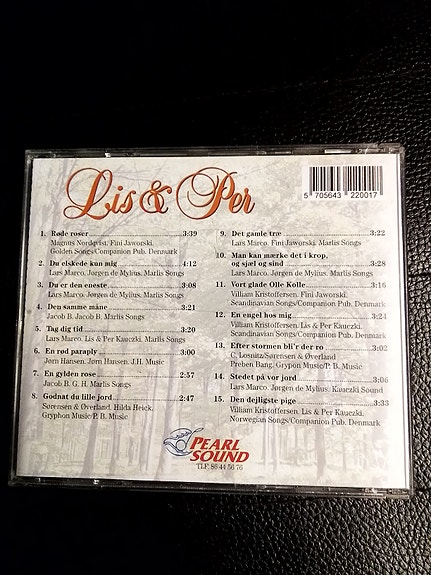 Lis & Per
5 705643 220017
1. Røde roser 3:39
Magnus Nordqvist. Fini Jaworski.
Golden Songs/Companion Pub. Denmark
2. Du elskede kun mig 4:12
Lars Marco. Jørgen de Mylius. Marlis Songs
3. Du er den eneste 3:08
Lars Marco. Jørgen de Mylius. Marlis Songs
4. Den samme måne 3:21
Jacob B. Jacob B. Marlis Songs
5. Tag dig tid 3:20
Lars Marco. Lis & Per Kauczki. Marlis Songs
6. En rød paraply 3:00
Jørn Hansen. Jørn Hansen. J.H. Music
7. En gylden rose 2:57
Jacob B. G. H. Marlis Songs
8. Godnat du lille jord 2:47
Sørensen & Øverland. Hilda Heick.
Gryphon Music/P. B. Music
9. Det gamle træ 3:22
Lars Marco. Fini Jaworski. Marlis Songs
10. Man kan mærke det i krop,
og sjæl og sind 3:28
Lars Marco. Jørgen de Mylius. Marlis Songs
11. Vort glade Olle Kolle 3:16
Villiam Kristoffersen. Fini Jaworski.
Scandinavian Songs/Companion Pub. Denmark
12. En engel hos mig 3:24
Villiam Kristoffersen. Lis & Per Kauczki.
Scandinavian Songs/Companion Pub. Denmark
13. Efter stormen bli'r der ro 3:02
C. Losnitz/Sørensen & Øverland
Preben Bang. Grypon Music/P. B. Music
14. Stedet på vor jord 3:06
Lars Marco. Jørgen de Mylius. Kauczki Sound
15. Den dejligste pige 3:33
Villiam Kristoffersen. Lis & Per Kauczki.
Norwegian Songs/Companion Pub. Denmark
PEARL
SOUND
TLF. 86 44 56 76